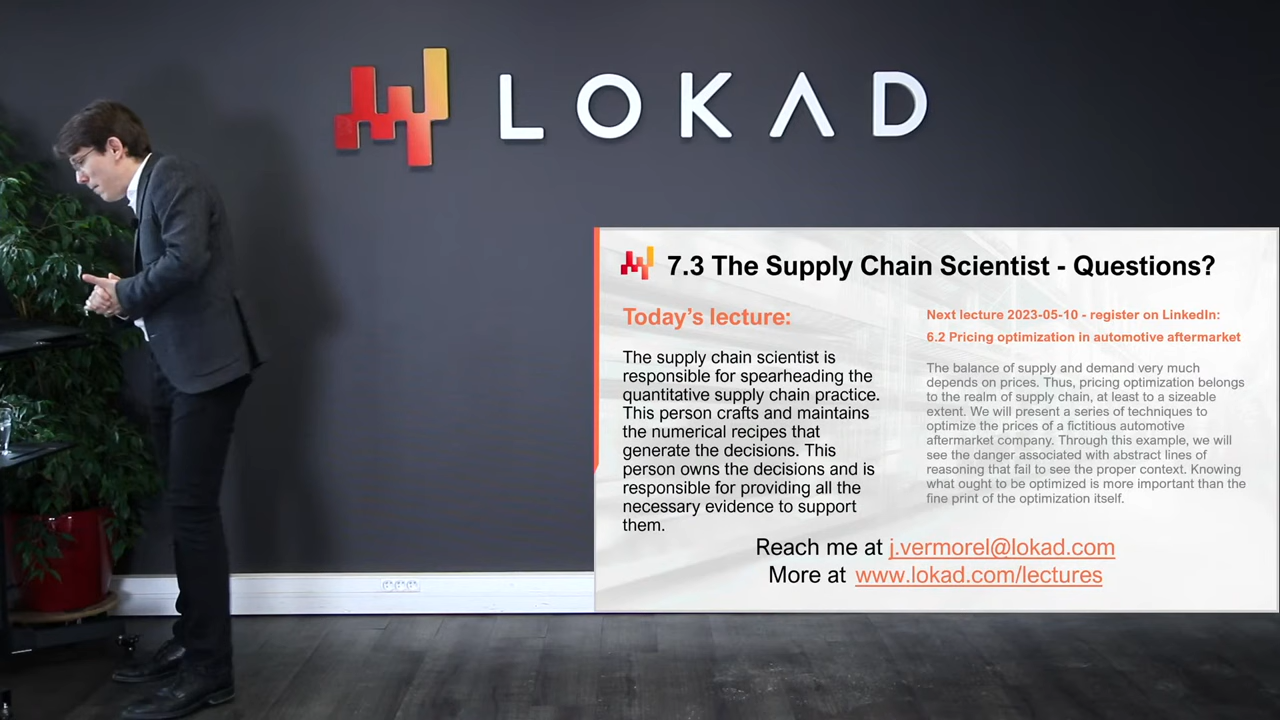 LOKAD
7.3 The Supply Chain Scientist - Questions?
Today's lecture:
The supply chain scientist is
responsible for spearheading the
quantitative supply chain practice.
This person crafts and maintains
the numerical recipes that
generate the decisions. This
person owns the decisions and is
responsible for providing all the
necessary evidence to support
them.
Next lecture 2023-05-10 - register on LinkedIn:
6.2 Pricing optimization in automotive aftermarket
The balance of supply and demand very much
depends on prices. Thus, pricing optimization belongs
to the realm of supply chain, at least to a sizeable
extent. We will present a series of techniques to
optimize the prices of a fictitious automotive
aftermarket company. Through this example, we will
see the danger associated with abstract lines of
reasoning that fail to see the proper context. Knowing
what ought to be optimized is more important than the
fine print of the optimization itself.
Reach me at j.vermorel@lokad.com
More at www.lokad.com/lectures